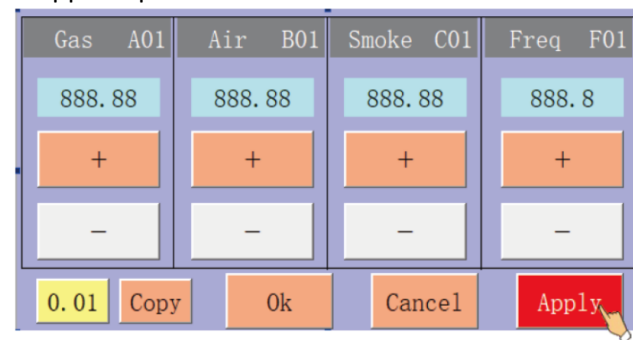 Gas A01 Air B01 Smoke C01 Freq F01
888.88 888.88 888.88 888.8
+ + + +
− − − −
0.01 Copy Ok Cancel Apply